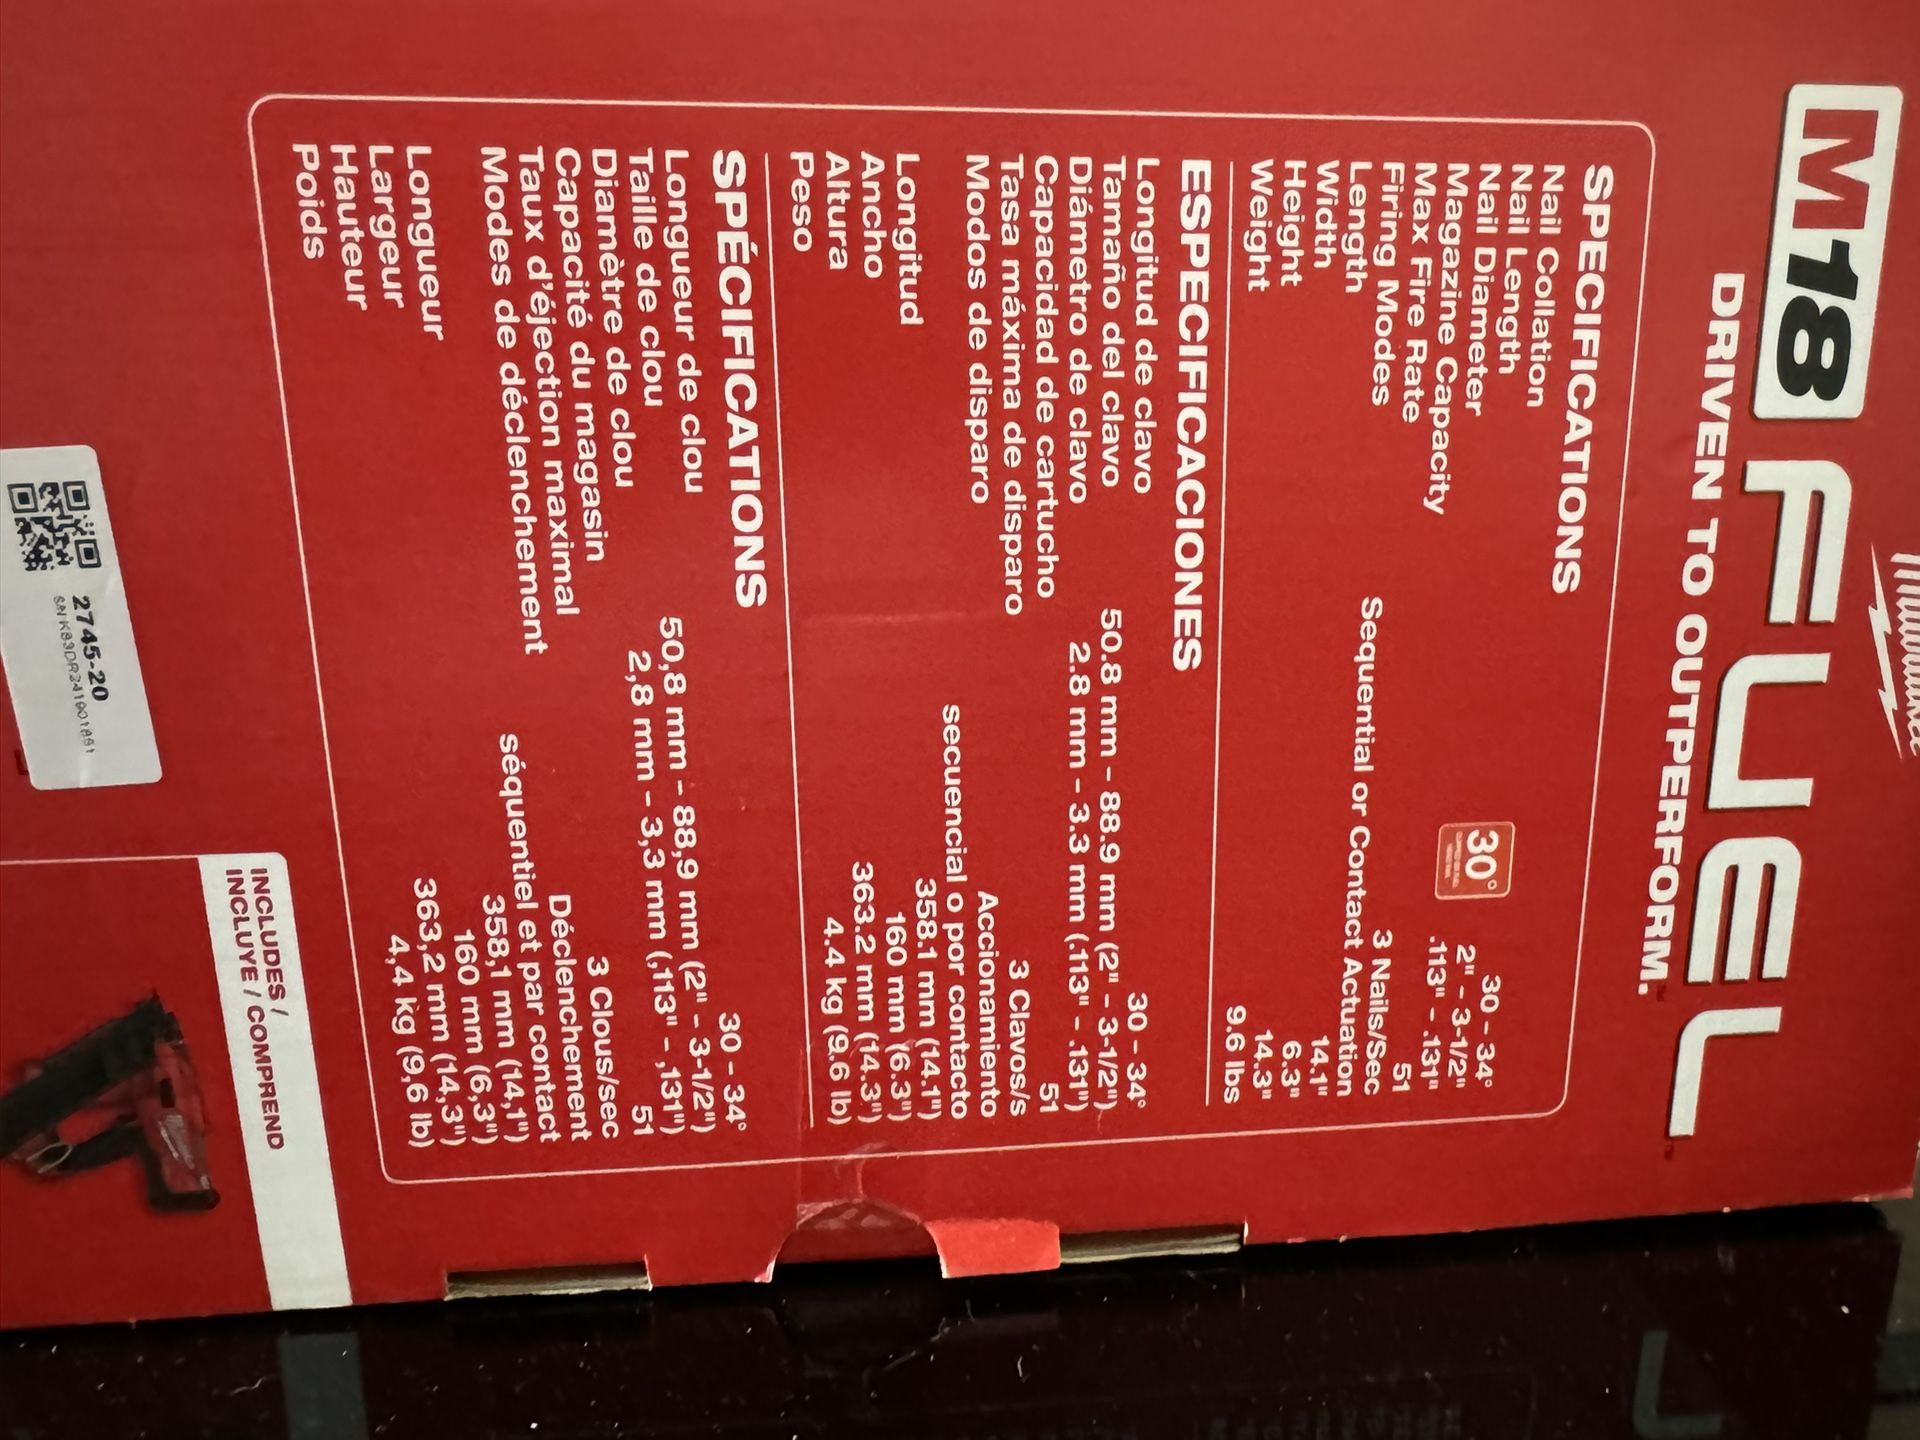 Milwaukee
M18 FUEL
DRIVEN TO OUTPERFORM.
SPECIFICATIONS
Nail Collation 30 - 34°
Nail Length 2" - 3-1/2"
Nail Diameter .113" - .131"
Magazine Capacity 51
Max Fire Rate 3 Nails/Sec
Firing Modes Sequential or Contact Actuation
Length 14.1"
Width 6.3"
Height 14.3"
Weight 9.6 lbs
30°
ESPECIFICACIONES
Longitud de clavo 30 - 34°
Tamaño del clavo 50.8 mm - 88.9 mm (2" - 3-1/2")
Diámetro de clavo 2.8 mm - 3.3 mm (.113" - .131")
Capacidad de cartucho 51
Tasa máxima de disparo 3 Clavos/s
Modos de disparo Accionamiento
secuencial o por contacto
Longitud 358.1 mm (14.1")
Ancho 160 mm (6.3")
Altura 363.2 mm (14.3")
Peso 4.4 kg (9.6 lb)
SPÉCIFICATIONS
Longueur de clou 30 - 34°
Taille de clou 50,8 mm - 88,9 mm (2" - 3-1/2")
Diamètre de clou 2,8 mm - 3,3 mm (,113" - ,131")
Capacité du magasin 51
Taux d'éjection maximal 3 Clous/sec
Modes de déclenchement Déclenchement
séquentiel et par contact
Longueur 358,1 mm (14,1")
Largeur 160 mm (6,3")
Hauteur 363,2 mm (14,3")
Poids 4,4 kg (9,6 lb)
2745-20
S/N K83DR241901851
INCLUDES /
INCLUYE / COMPREND